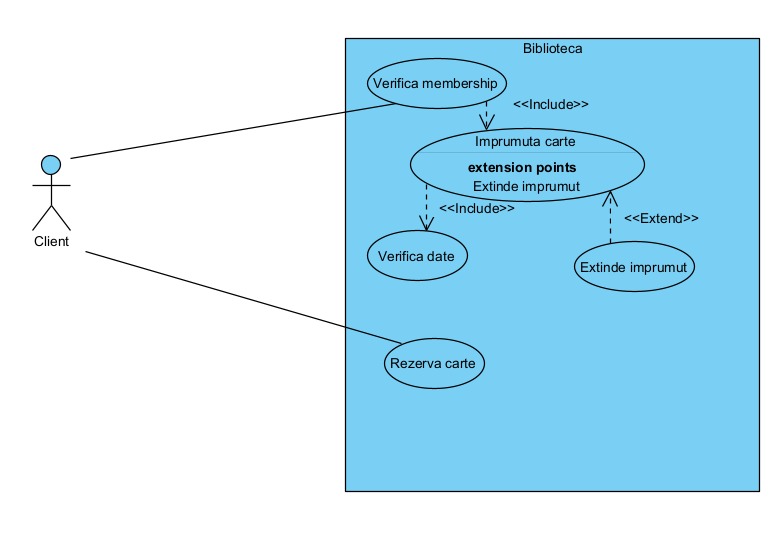 Biblioteca
Verifica membership
<<Include>>
Imprumuta carte
extension points
Extinde imprumut
<<Include>>
<<Extend>>
Client
Verifica date
Extinde imprumut
Rezerva carte